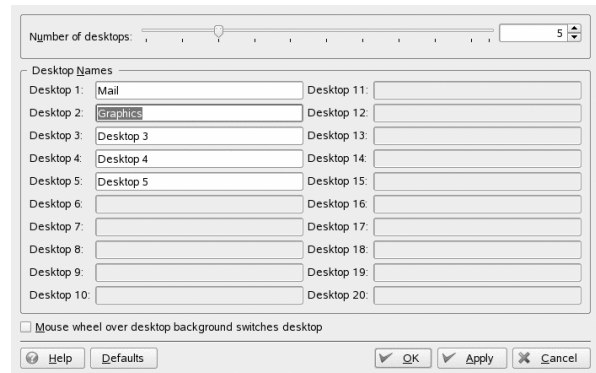 Number of desktops: 5
Desktop Names
Desktop 1: Mail Desktop 11:
Desktop 2: Graphics Desktop 12:
Desktop 3: Desktop 3 Desktop 13:
Desktop 4: Desktop 4 Desktop 14:
Desktop 5: Desktop 5 Desktop 15:
Desktop 6: Desktop 16:
Desktop 7: Desktop 17:
Desktop 8: Desktop 18:
Desktop 9: Desktop 19:
Desktop 10: Desktop 20:
Mouse wheel over desktop background switches desktop
Help Defaults OK Apply Cancel